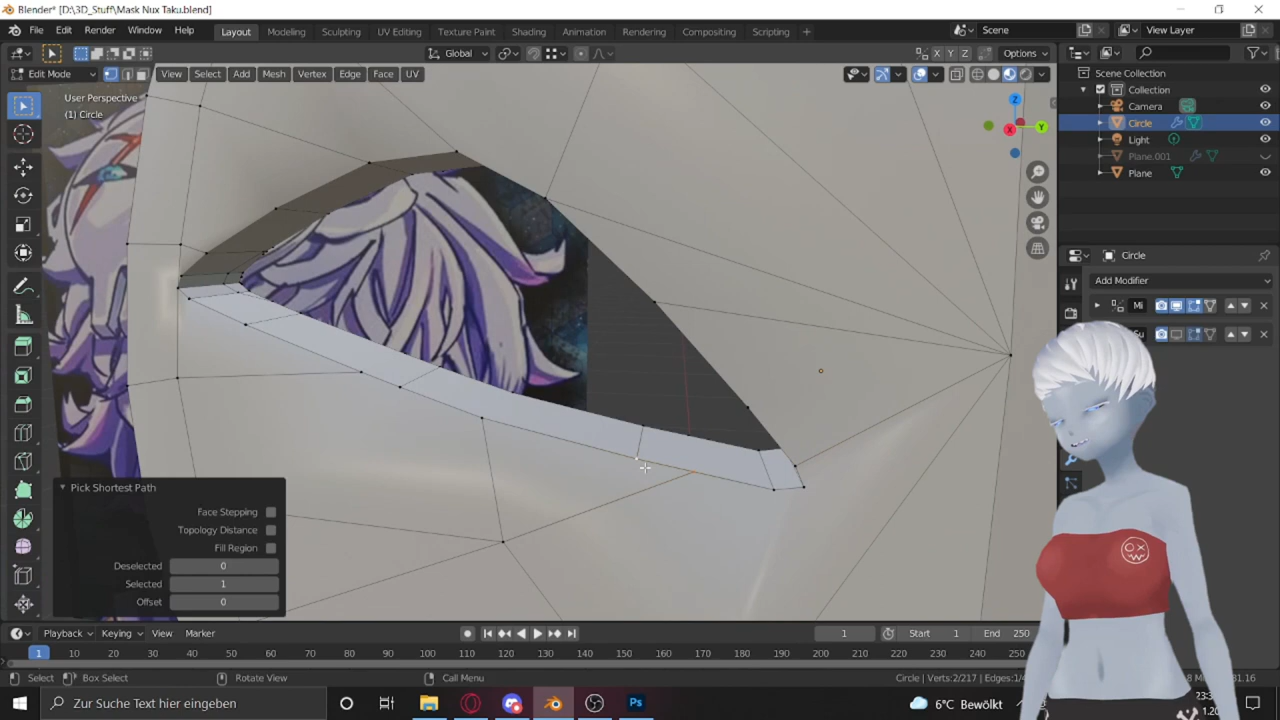 Blender* [D:\3D_Stuff\Mask Nux Taku.blend]
File Edit Render Window Help Layout Modeling Sculpting UV Editing Texture Paint Shading Animation Rendering Compositing Scripting + Scene View Layer
Global X Y Z Options
Edit Mode View Select Add Mesh Vertex Edge Face UV
Scene Collection
User Perspective
(1) Circle
Collection
Camera
Circle
Light
Plane.001
Plane
Z
X
Y
Circle
Add Modifier
Mi
Pick Shortest Path
Face Stepping
Topology Distance
Fill Region
Deselected 0
Selected 1
Offset 0
Playback Keying View Marker 1 Start 1 End 250
1 10 20 30 40 50 60 70 80 90 100 110 120 130 140 150 160 170 180 190 200 210 220 230 240 250
Select Box Select Rotate View Call Menu Circle | Verts:2/217 | Edges:1/
Zur Suche Text hier eingeben Ps 6°C Bewölkt